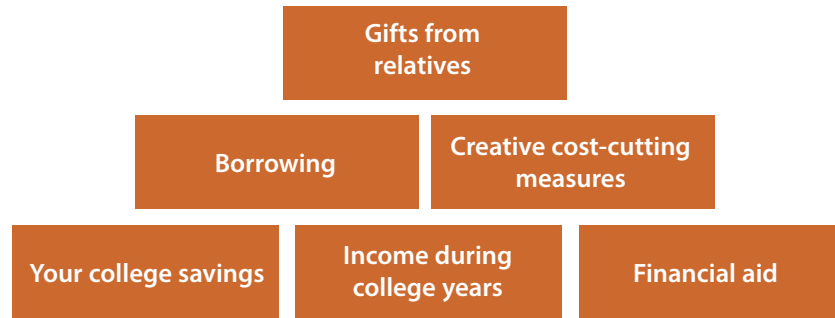 Gifts from
relatives
Borrowing
Creative cost-cutting
measures
Your college savings
Income during
college years
Financial aid